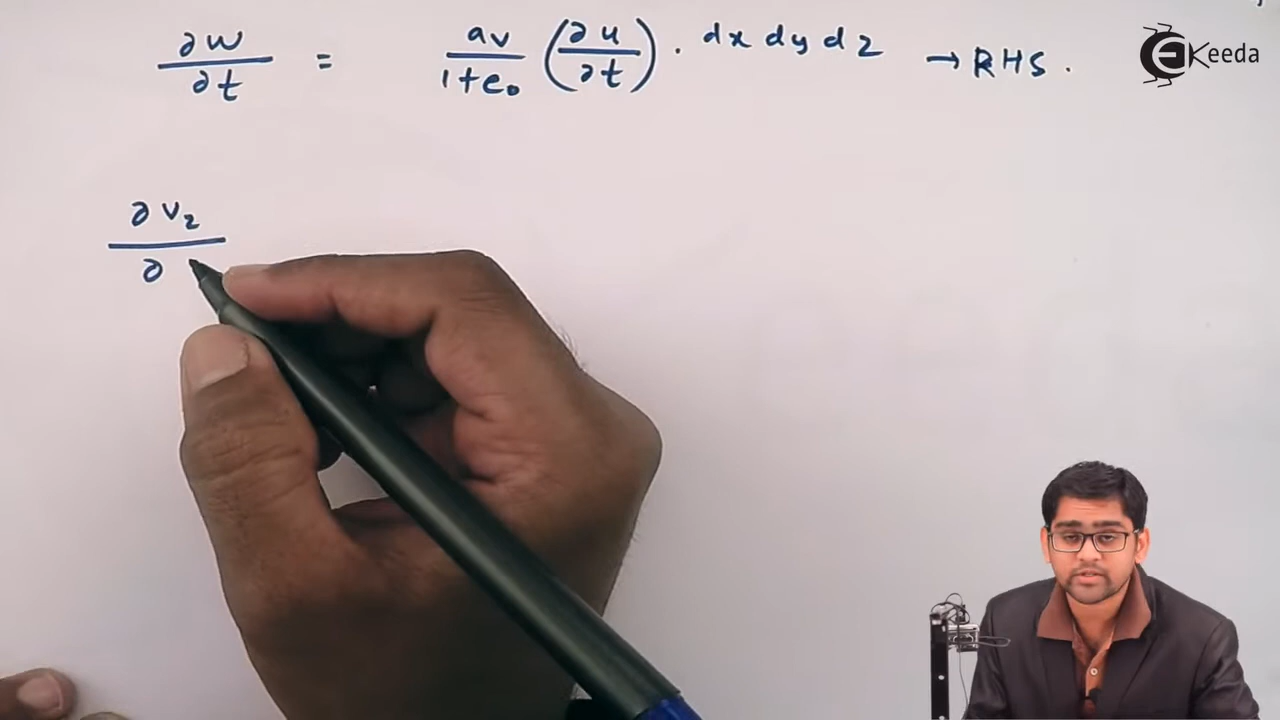 ∂w/∂t = av/1+e₀ (∂u/∂t) . dx dy dz → RHS .
EKeeda
∂v₂/∂